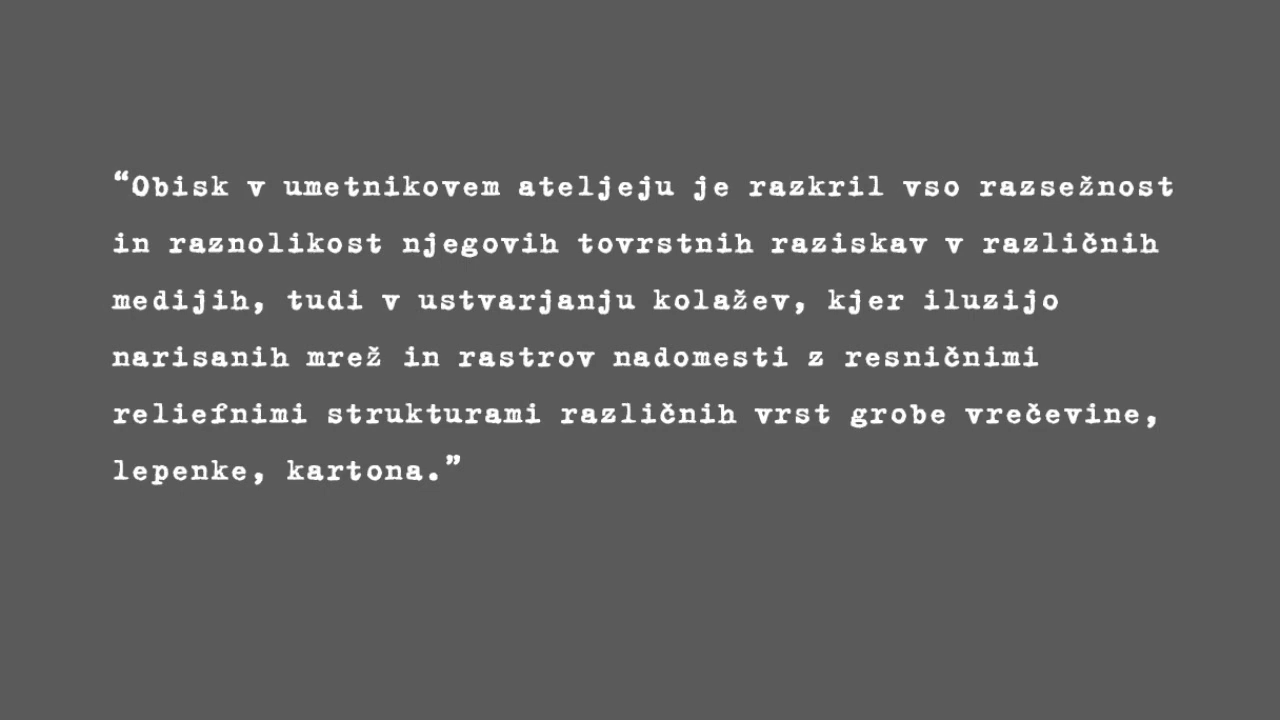 “Obisk v umetnikovem ateljeju je razkril vso razsežnost
in raznolikost njegovih tovrstnih raziskav v različnih
medijih, tudi v ustvarjanju kolažev, kjer iluzijo
narisanih mrež in rastrov nadomesti z resničnimi
reliefnimi strukturami različnih vrst grobe vrečevine,
lepenke, kartona.”